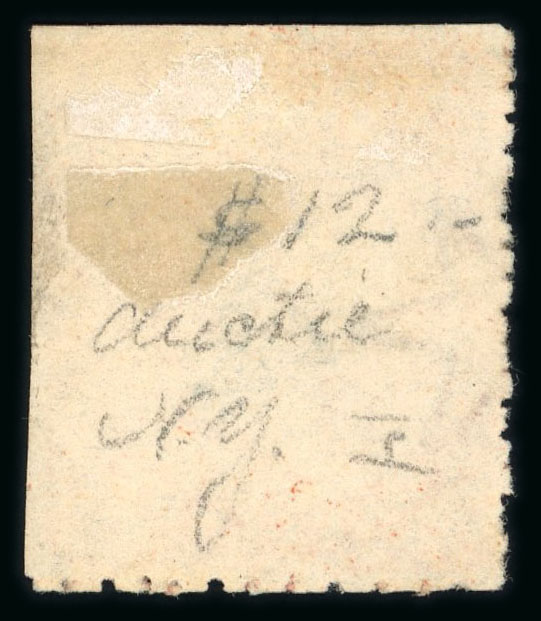 $12.-
auctie
N.Y. I